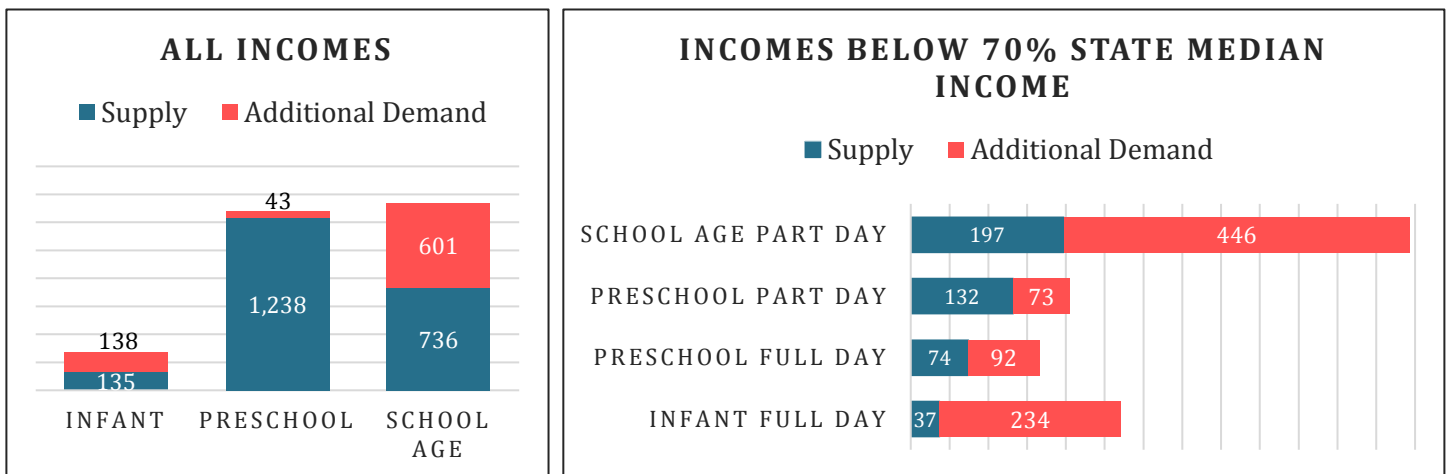 ALL INCOMES
Supply Additional Demand
43
601
1,238
736
138
135
INFANT PRESCHOOL SCHOOL
AGE
INCOMES BELOW 70% STATE MEDIAN
INCOME
Supply Additional Demand
SCHOOL AGE PART DAY 197 446
PRESCHOOL PART DAY 132 73
PRESCHOOL FULL DAY 74 92
INFANT FULL DAY 37 234